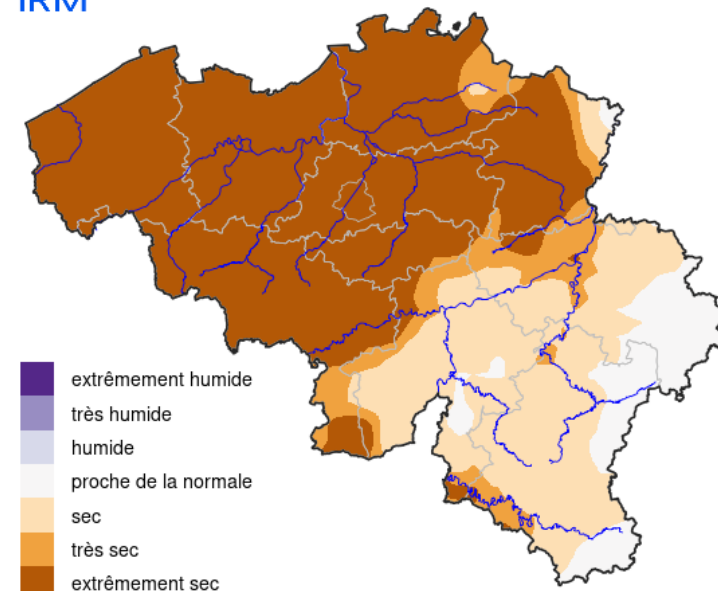 IRM
extrêmement humide
très humide
humide
proche de la normale
sec
très sec
extrêmement sec